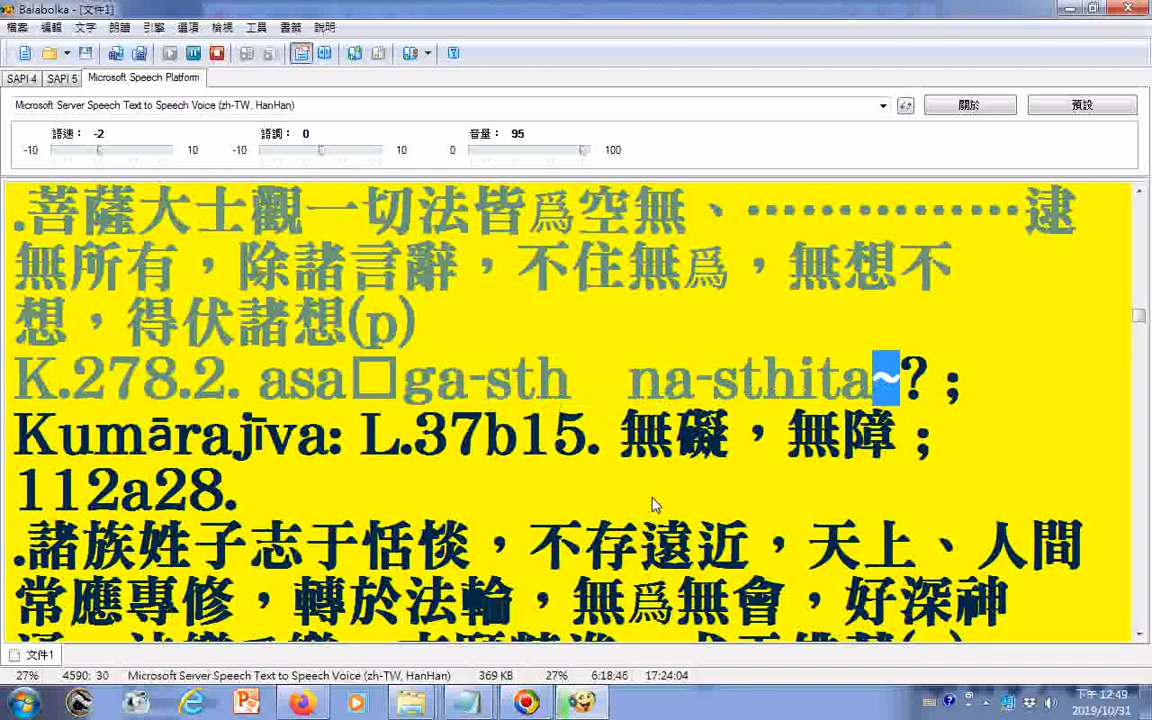 Balabolka - [文件1]
檔案 編輯 文字 朗讀 引擎 選項 檢視 工具 書籤 說明
SAPI 4 SAPI 5 Microsoft Speech Platform
Microsoft Server Speech Text to Speech Voice (zh-TW, HanHan) 關於 預設
語速： -2 語調： 0 音量： 95
-10 10 -10 10 0 100
.菩薩大士觀一切法皆爲空無、⋯⋯⋯⋯⋯逮
無所有，除諸言辭，不住無爲，無想不
想，得伏諸想(p)
K.278.2. asa□ga-sth na-sthita~?；
Kumārajīva: L.37b15. 無礙，無障；
112a28.
.諸族姓子志于恬惔，不存遠近，天上、人間
常應專修，轉於法輪，無爲無會，好深神
文件1
27% 4590: 30 Microsoft Server Speech Text to Speech Voice (zh-TW, HanHan) 369 KB 27% 6:18:46 17:24:04
下午 12:49
2019/10/31